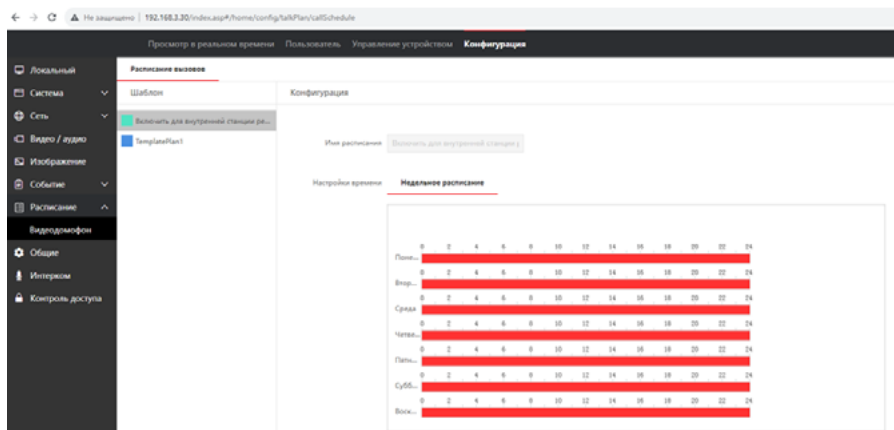 Не защищено | 192.168.3.30/index.asp#/home/config/talkPlan/callSchedule
Просмотр в реальном времени Пользователь Управление устройством Конфигурация
Локальный
Система
Сеть
Видео / аудио
Изображение
Событие
Расписание
Видеодомофон
Общие
Интерком
Контроль доступа
Расписание вызовов
Шаблон
Включить для внутренней станции ре...
TemplatePlan1
Конфигурация
Имя расписания Включить для внутренней станции р
Настройки времени Недельное расписание
0 2 4 6 8 10 12 14 16 18 20 22 24
Поне...
0 2 4 6 8 10 12 14 16 18 20 22 24
Втор...
0 2 4 6 8 10 12 14 16 18 20 22 24
Среда
0 2 4 6 8 10 12 14 16 18 20 22 24
Четве...
0 2 4 6 8 10 12 14 16 18 20 22 24
Пятн...
0 2 4 6 8 10 12 14 16 18 20 22 24
Субб...
0 2 4 6 8 10 12 14 16 18 20 22 24
Воск...